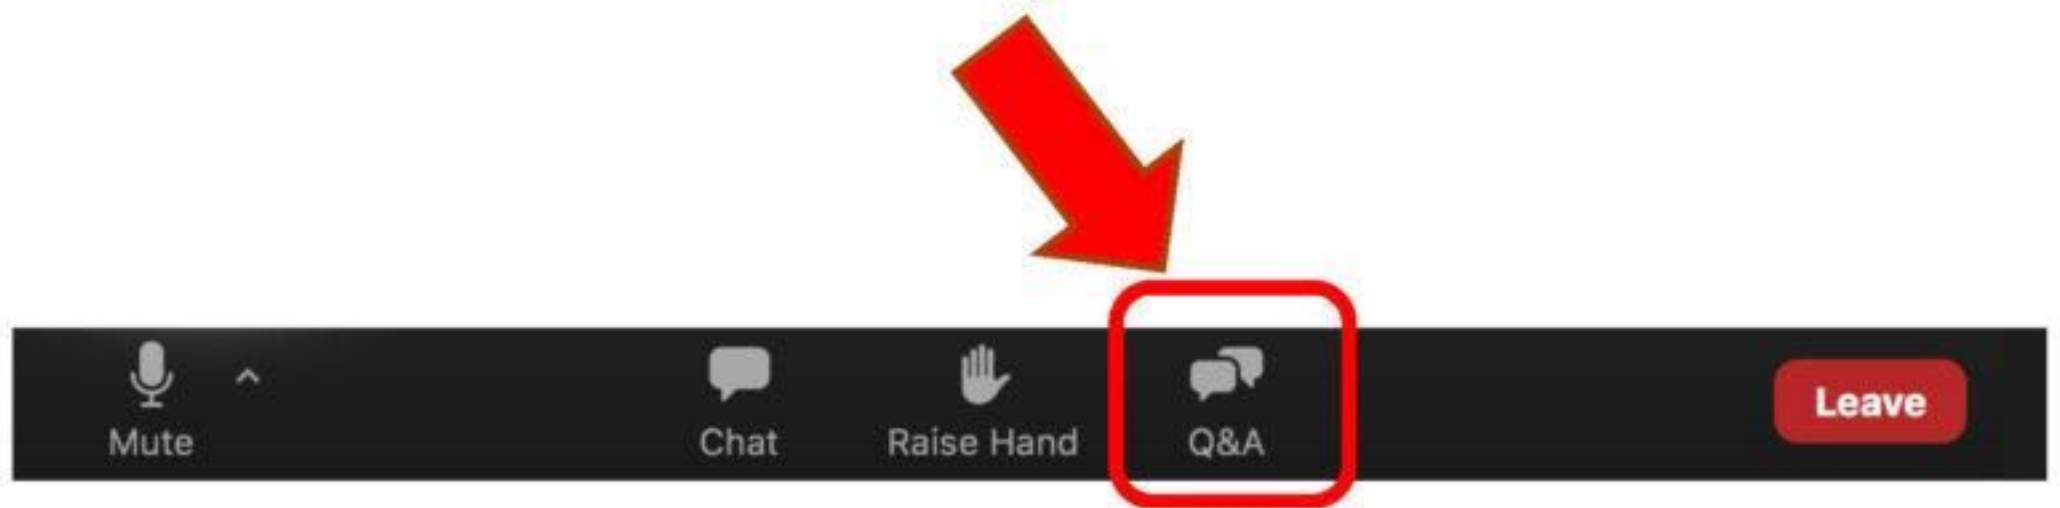 Mute
Chat
Raise Hand
Q&A
Leave